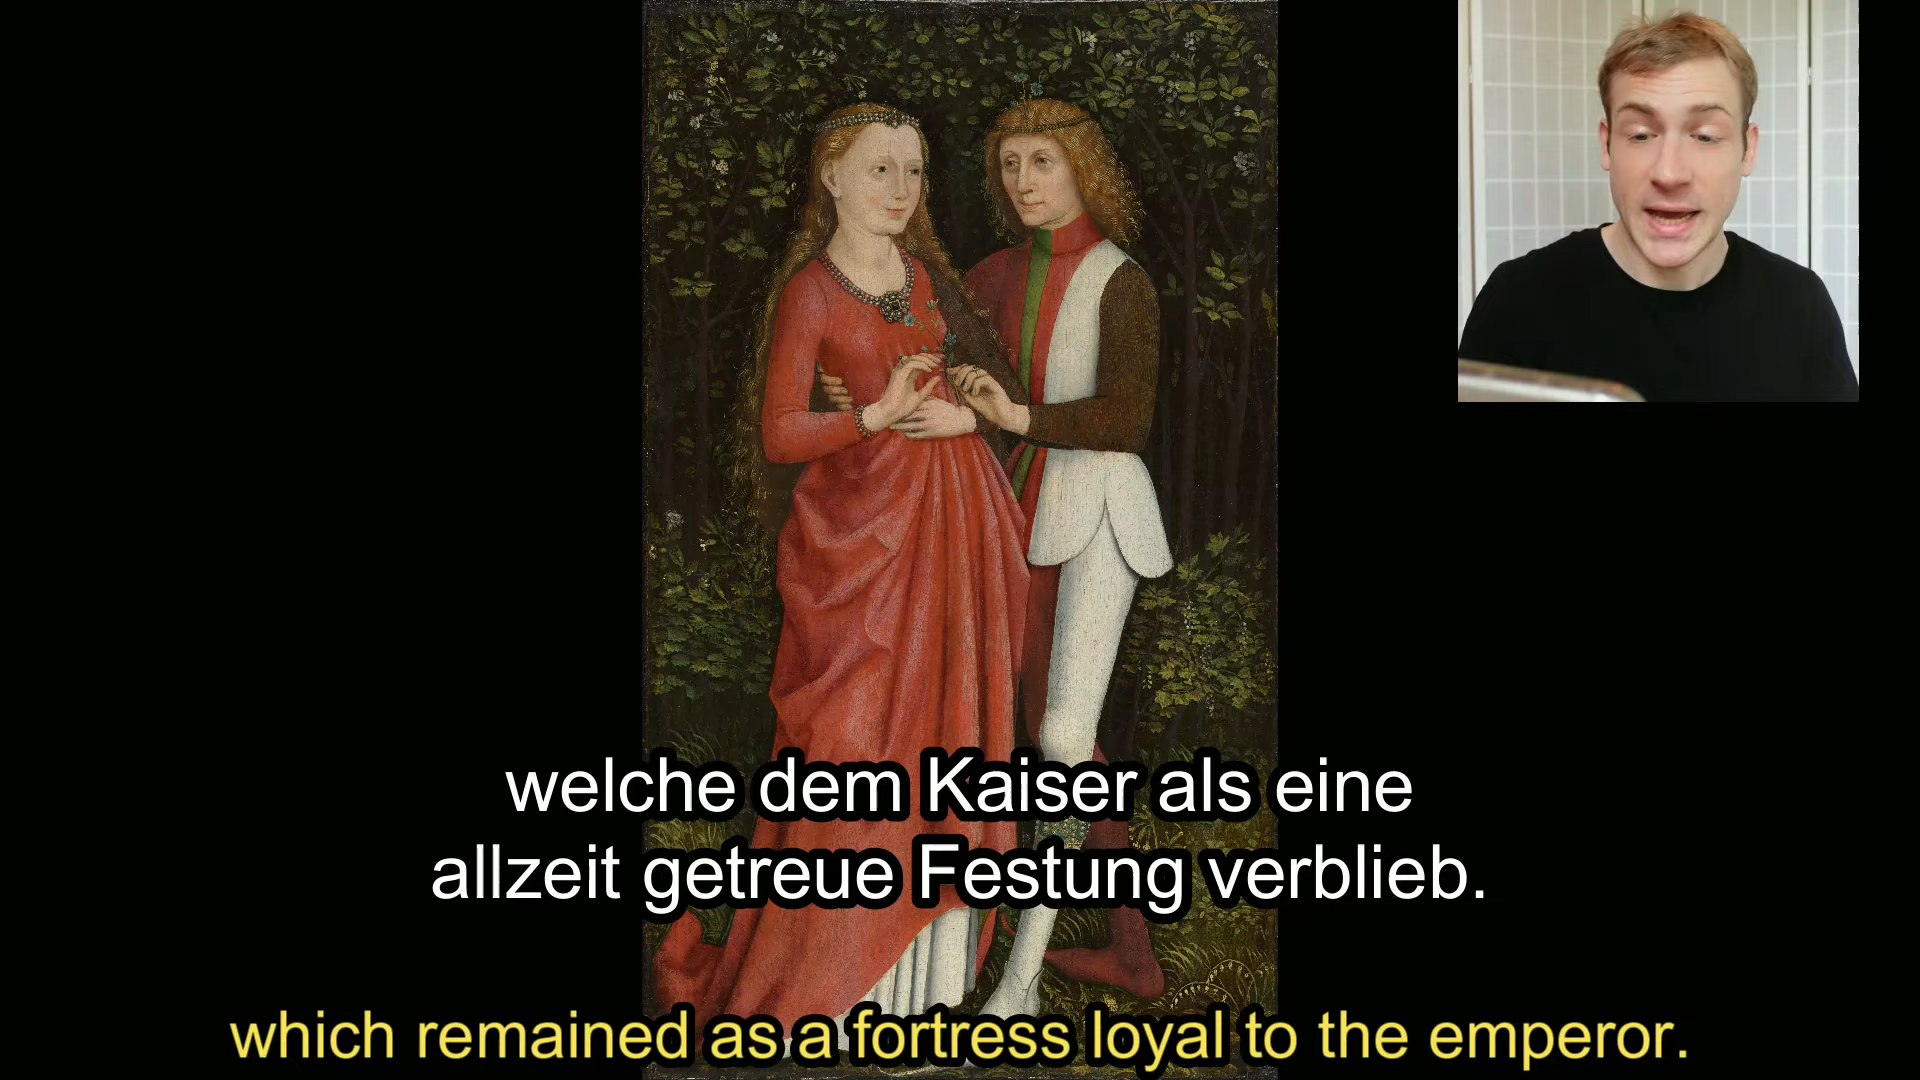 welche dem Kaiser als eine
allzeit getreue Festung verblieb.
which remained as a fortress loyal to the emperor.